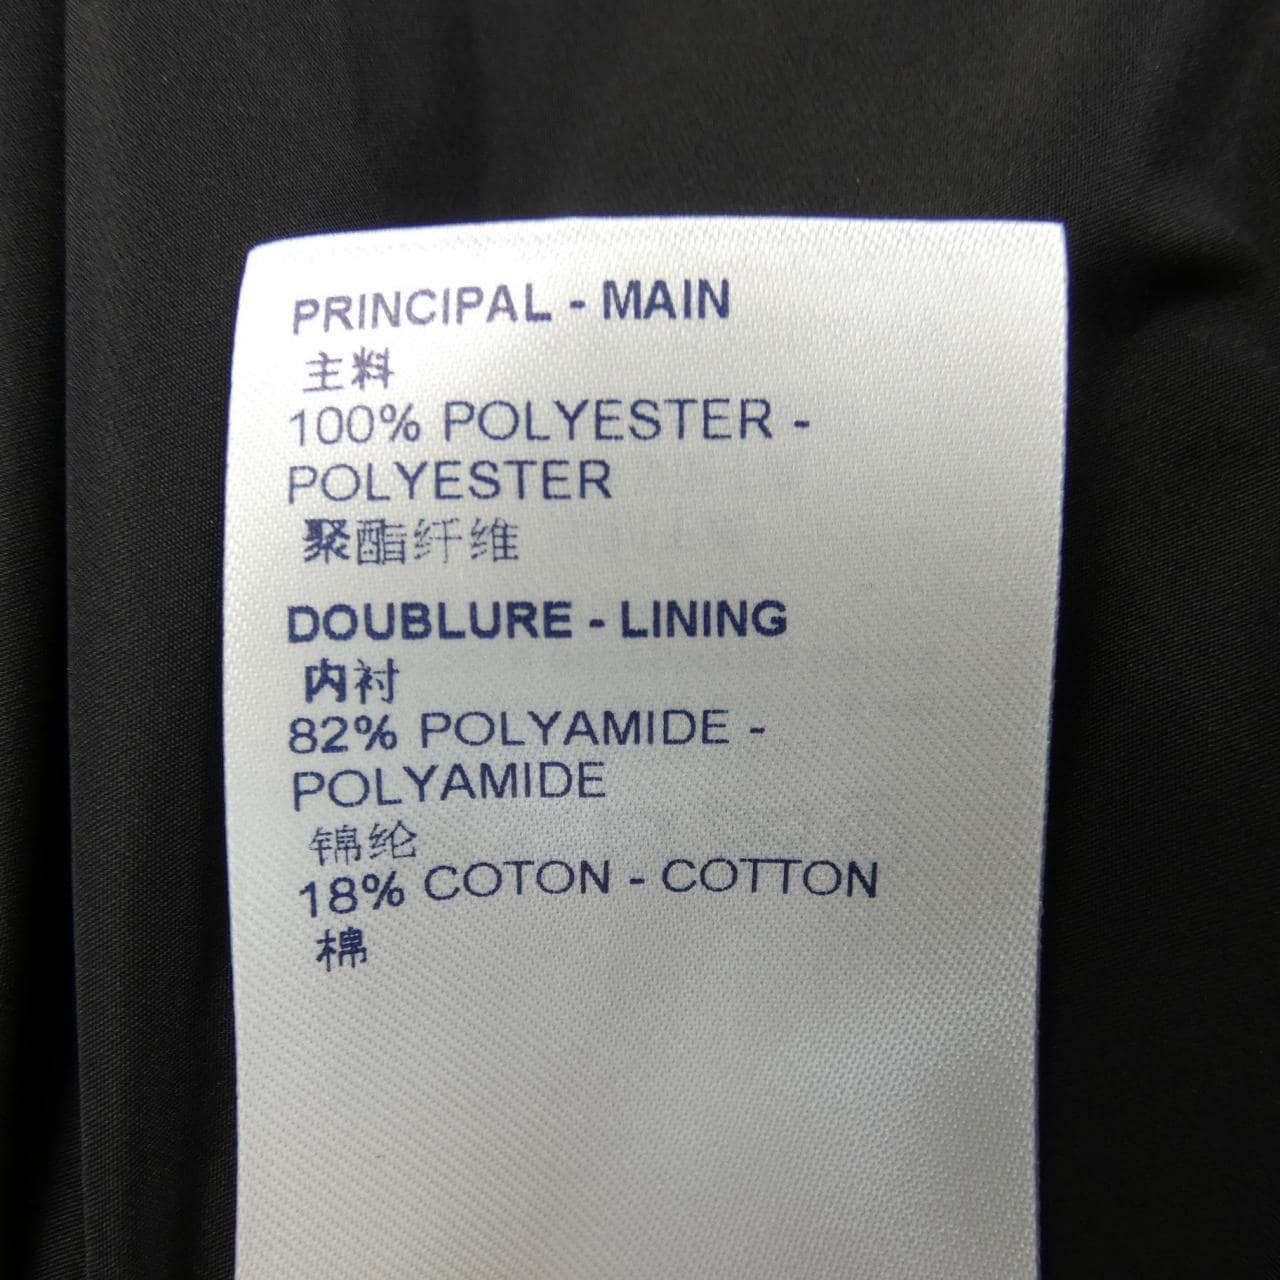 PRINCIPAL - MAIN
主料
100% POLYESTER -
POLYESTER
聚酯纤维
DOUBLURE - LINING
内衬
82% POLYAMIDE -
POLYAMIDE
锦纶
18% COTON - COTTON
棉